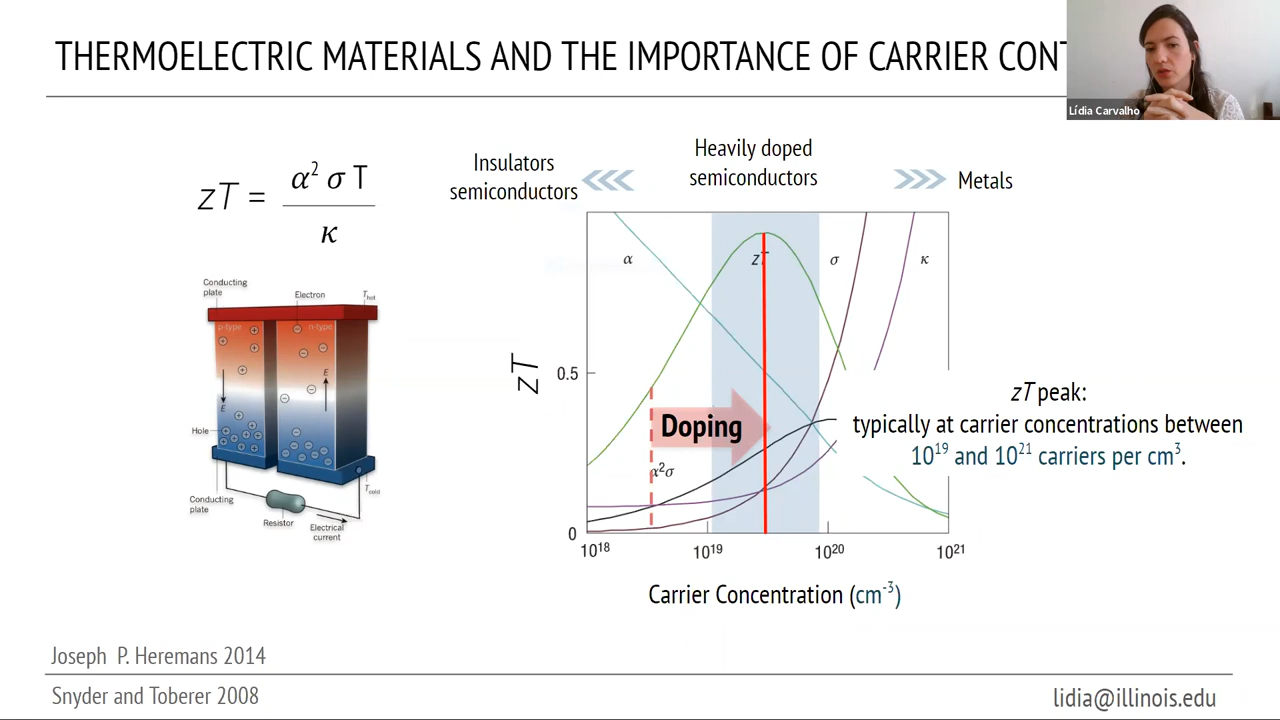 THERMOELECTRIC MATERIALS AND THE IMPORTANCE OF CARRIER CONT
Lídia Carvalho
zT = α² σ T / κ
Insulators
semiconductors
Heavily doped
semiconductors
Metals
α
zT
σ
κ
zT
0.5
0
Doping
α²σ
10¹⁸
10¹⁹
10²⁰
10²¹
Carrier Concentration (cm⁻³)
zT peak:
typically at carrier concentrations between
10¹⁹ and 10²¹ carriers per cm³.
Conducting
plate
Electron
T hot
p-type
n-type
E
E
Hole
T cold
Conducting
plate
Resistor
Electrical
current
Joseph P. Heremans 2014
Snyder and Toberer 2008
lidia@illinois.edu